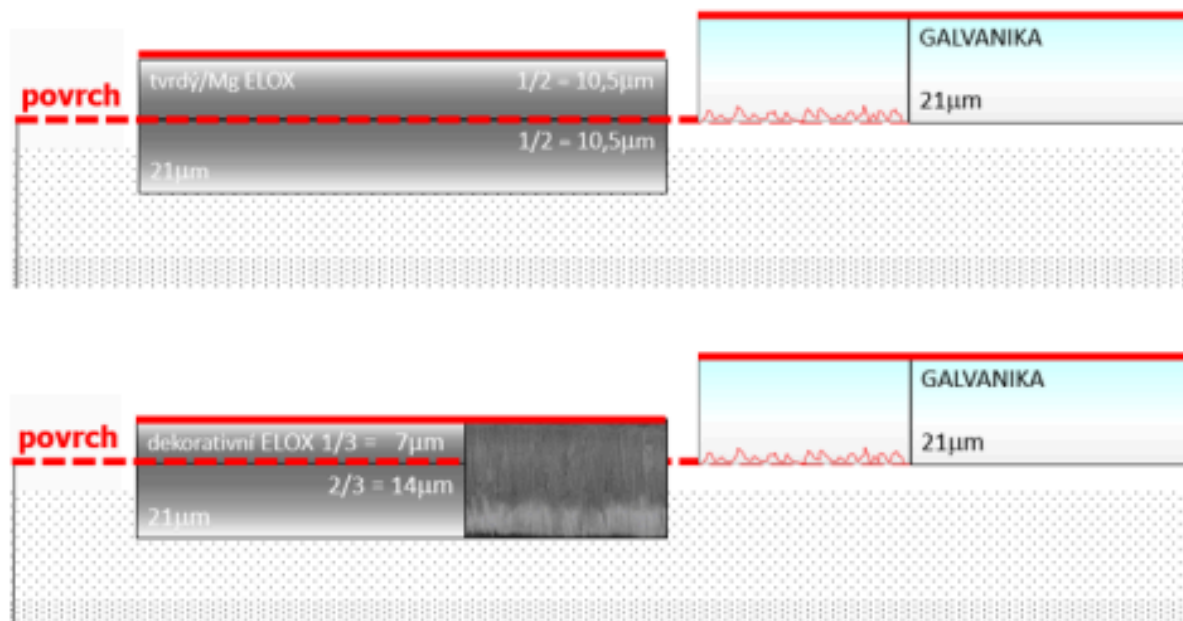 GALVANIKA
tvrdý/Mg ELOX 1/2 = 10,5µm
povrch
21µm
1/2 = 10,5µm
21µm
GALVANIKA
povrch
dekorativní ELOX 1/3 = 7µm
21µm
2/3 = 14µm
21µm